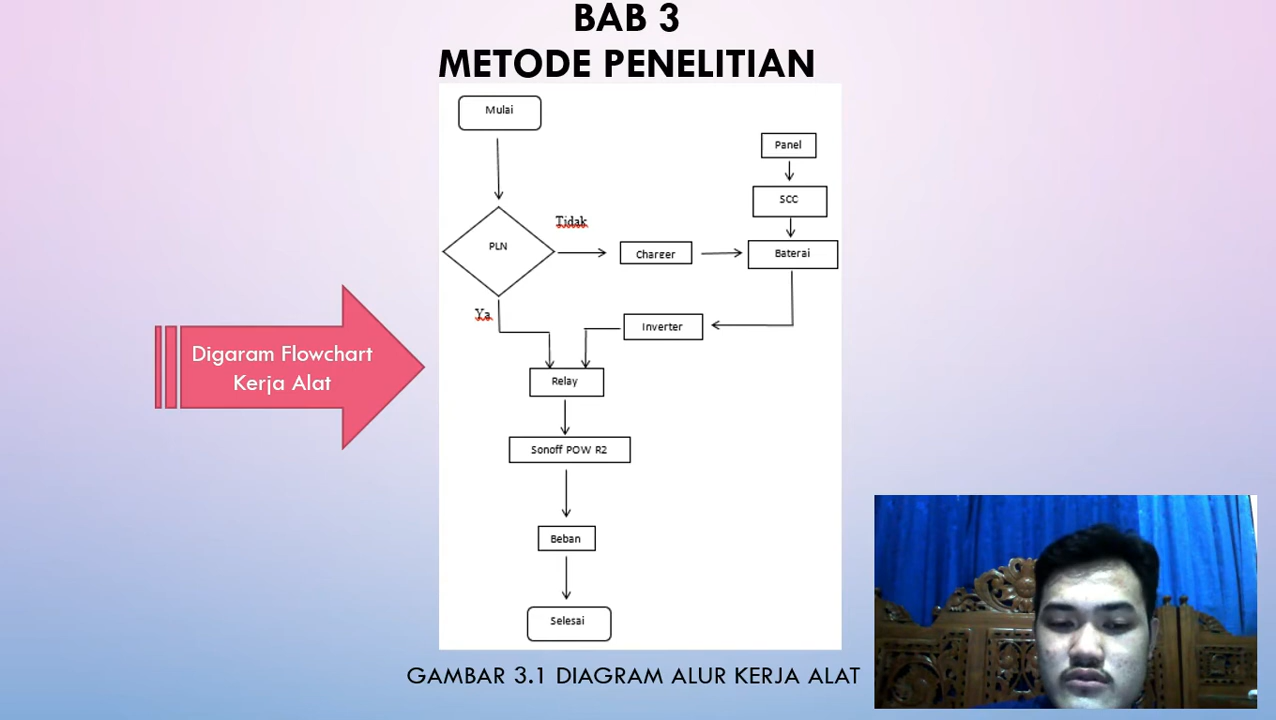 BAB 3
METODE PENELITIAN
Mulai
Panel
SCC
Tidak
PLN
Charger
Baterai
Ya
Inverter
Digaram Flowchart
Kerja Alat
Relay
Sonoff POW R2
Beban
Selesai
GAMBAR 3.1 DIAGRAM ALUR KERJA ALAT